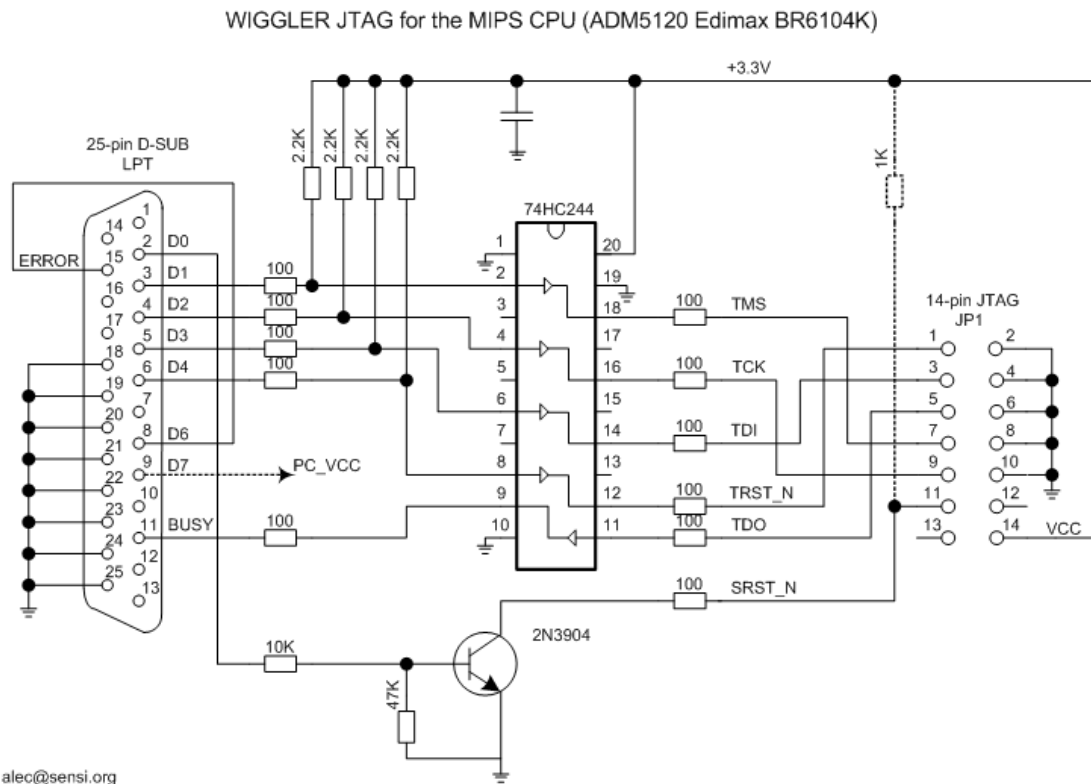 WIGGLER JTAG for the MIPS CPU (ADM5120 Edimax BR6104K)
+3.3V
25-pin D-SUB
LPT
2.2K
2.2K
2.2K
2.2K
1K
74HC244
14-pin JTAG
JP1
ERROR
1
2
3
4
5
6
7
8
9
10
11
12
13
14
15
16
17
18
19
20
21
22
23
24
25
D0
D1
D2
D3
D4
D6
D7
PC_VCC
BUSY
100
100
100
100
100
1
2
3
4
5
6
7
8
9
10
20
19
18
17
16
15
14
13
12
11
100 TMS
100 TCK
100 TDI
100 TRST_N
100 TDO
100 SRST_N
1 2
3 4
5 6
7 8
9 10
11 12
13 14 VCC
2N3904
10K
47K
alec@sensi.org